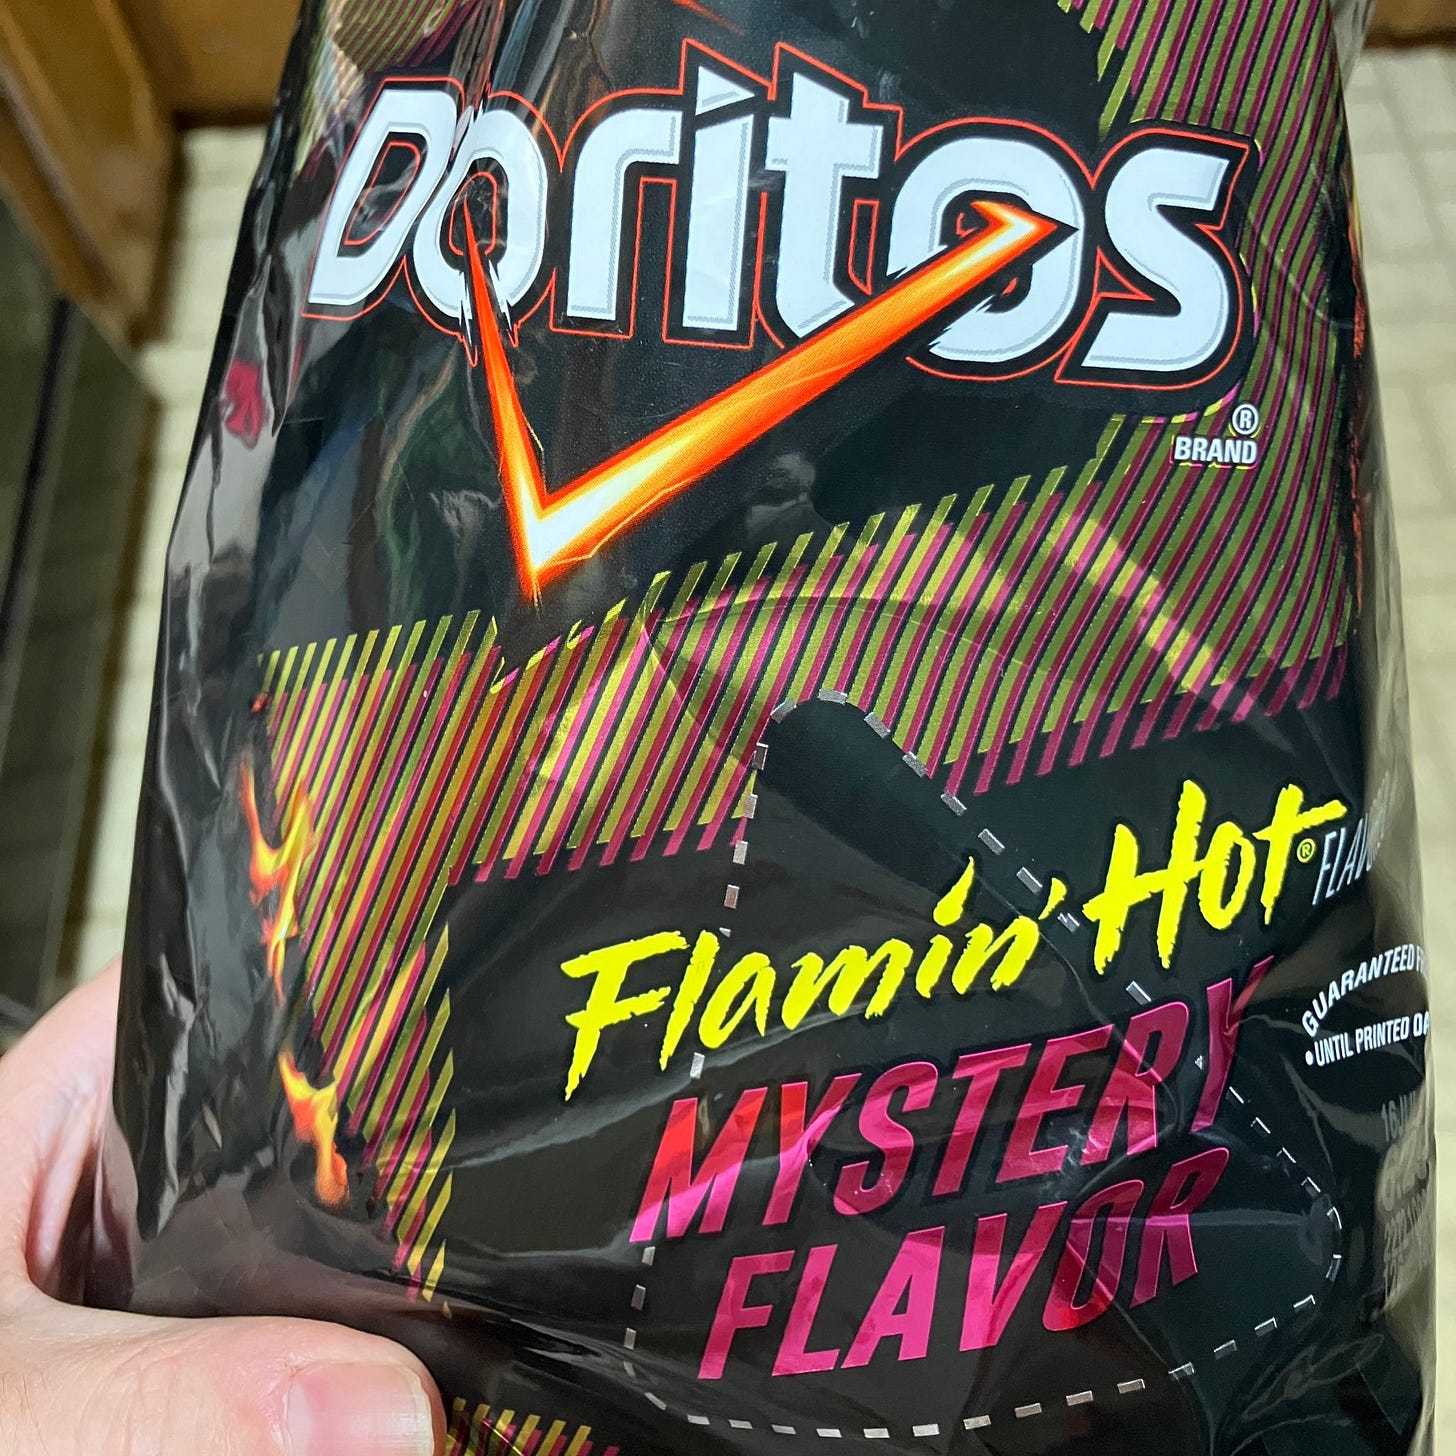 Doritos
®
BRAND
Flamin' Hot®
MYSTERY
FLAVOR
GUARANTEED
• UNTIL PRINTED